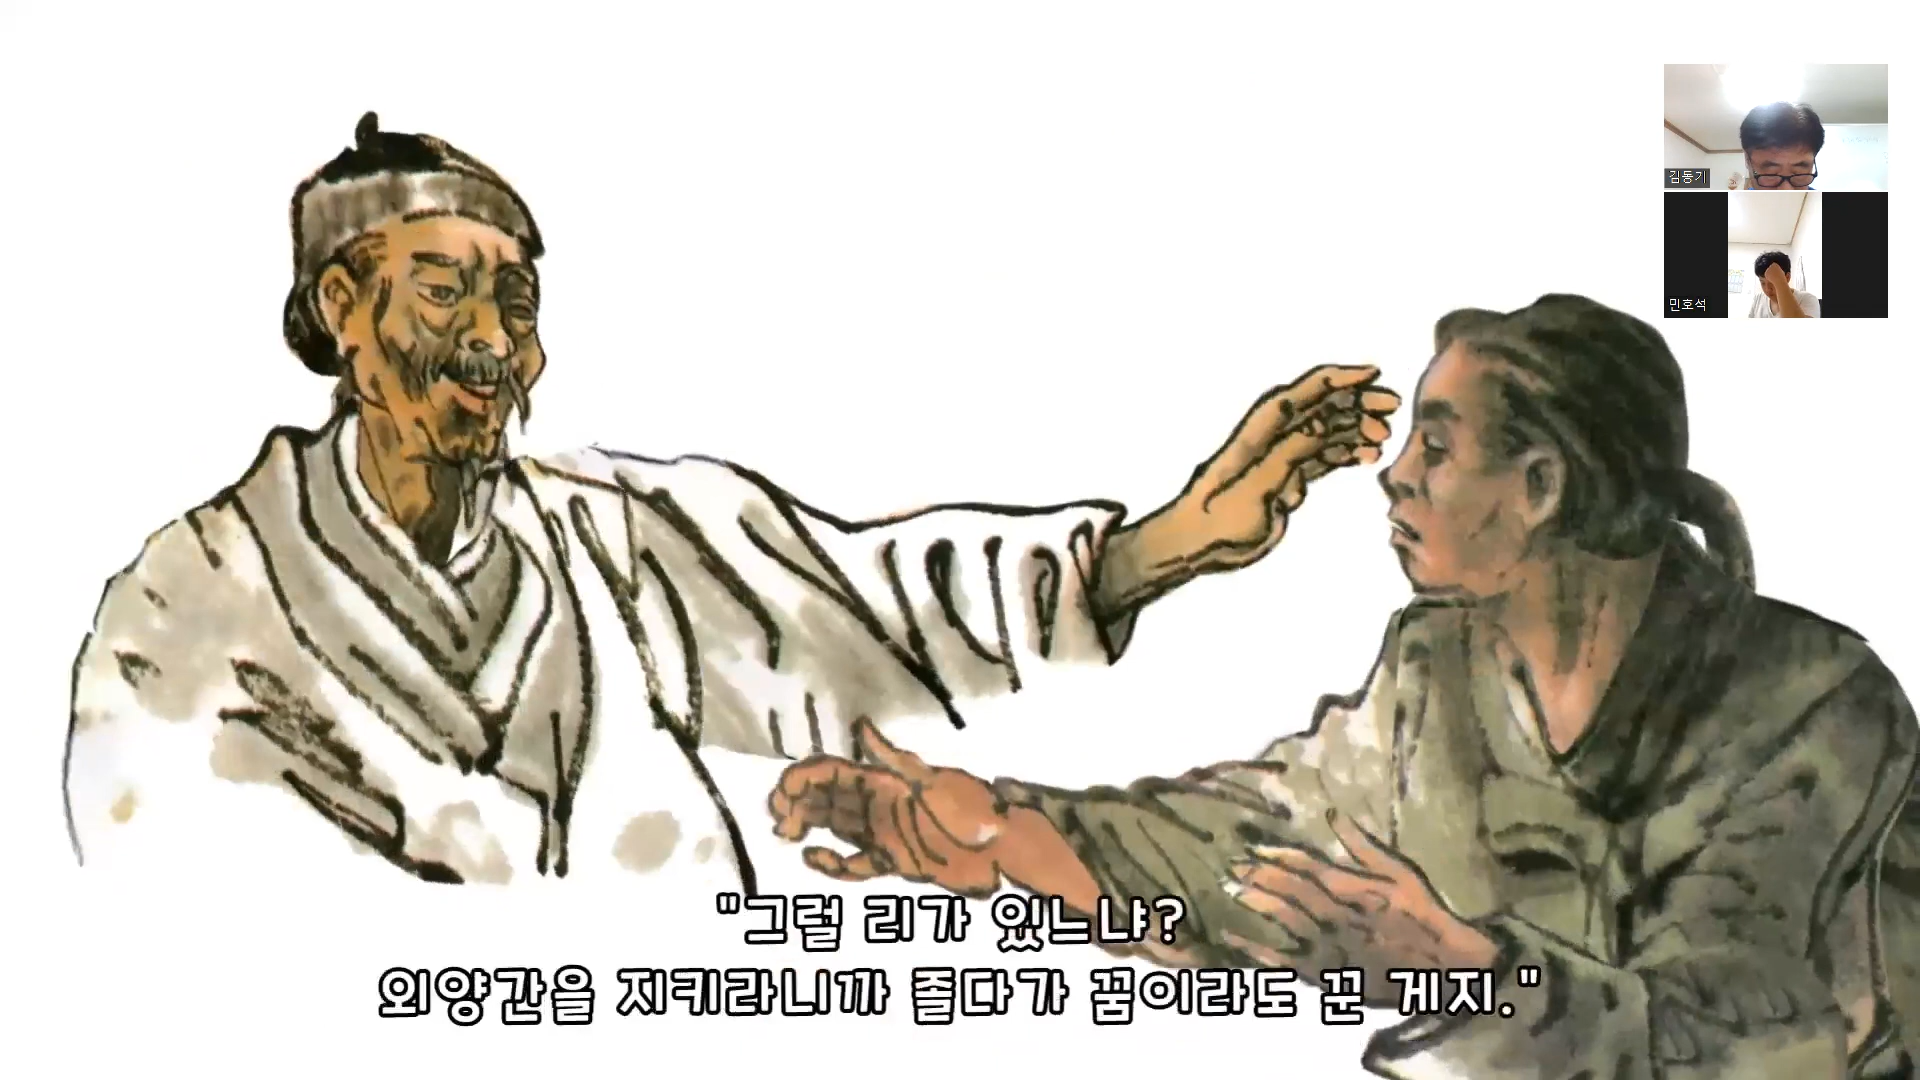 김동기
민호석
"그럴 리가 있느냐?
외양간을 지키라니까 졸다가 꿈이라도 꾼 게지."